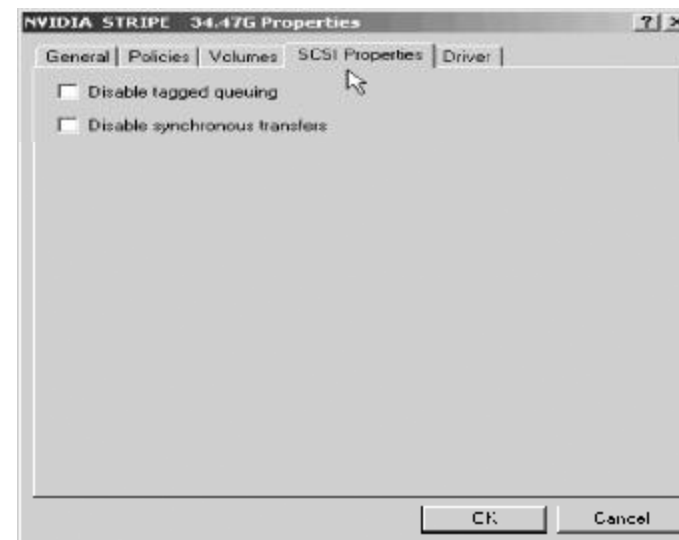 NVIDIA STRIPE 34.47G Properties
General Policies Volumes SCSI Properties Driver
Disable tagged queuing
Disable synchronous transfers
OK Cancel